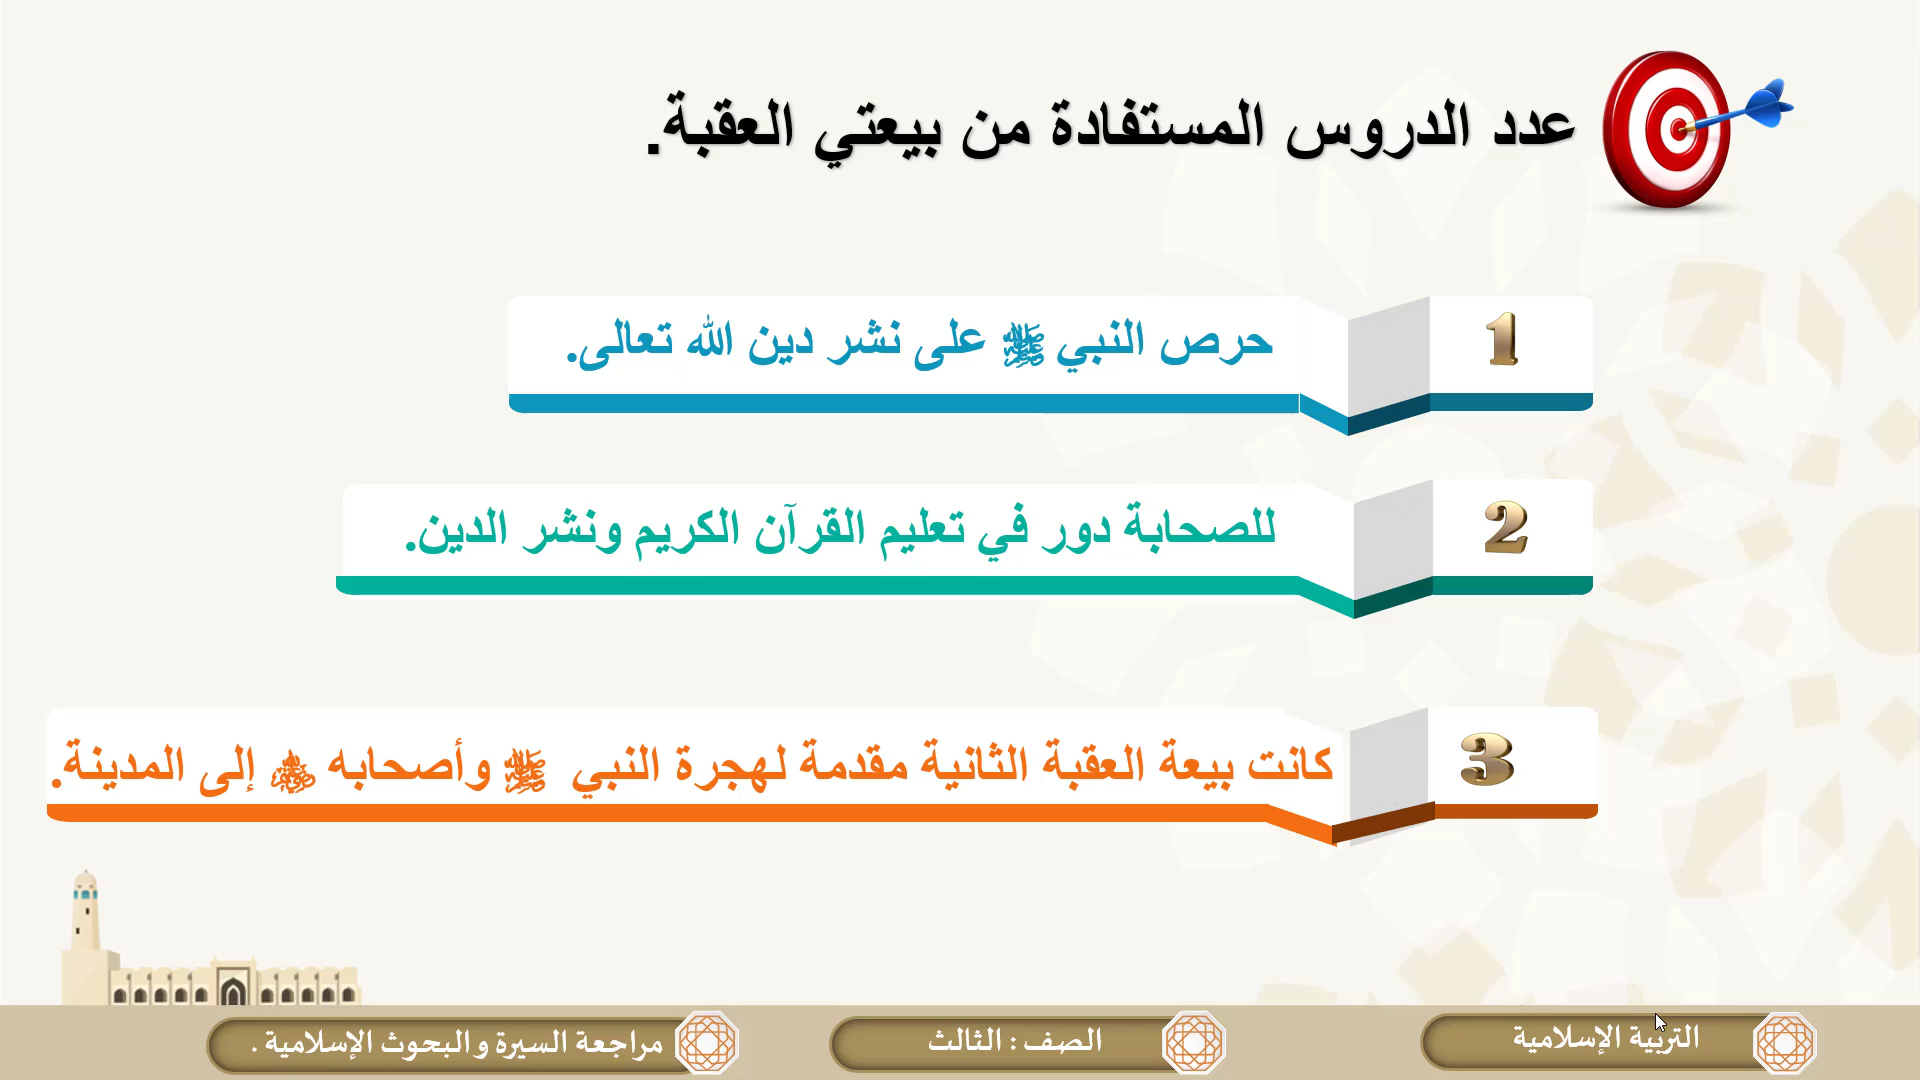 عدد الدروس المستفادة من بيعتي العقبة.
1
حرص النبي ﷺ على نشر دين الله تعالى.
2
للصحابة دور في تعليم القرآن الكريم ونشر الدين.
3
كانت بيعة العقبة الثانية مقدمة لهجرة النبي ﷺ وأصحابه إلى المدينة.
التربية الإسلامية
الصف : الثالث
مراجعة السيرة والبحوث الإسلامية .